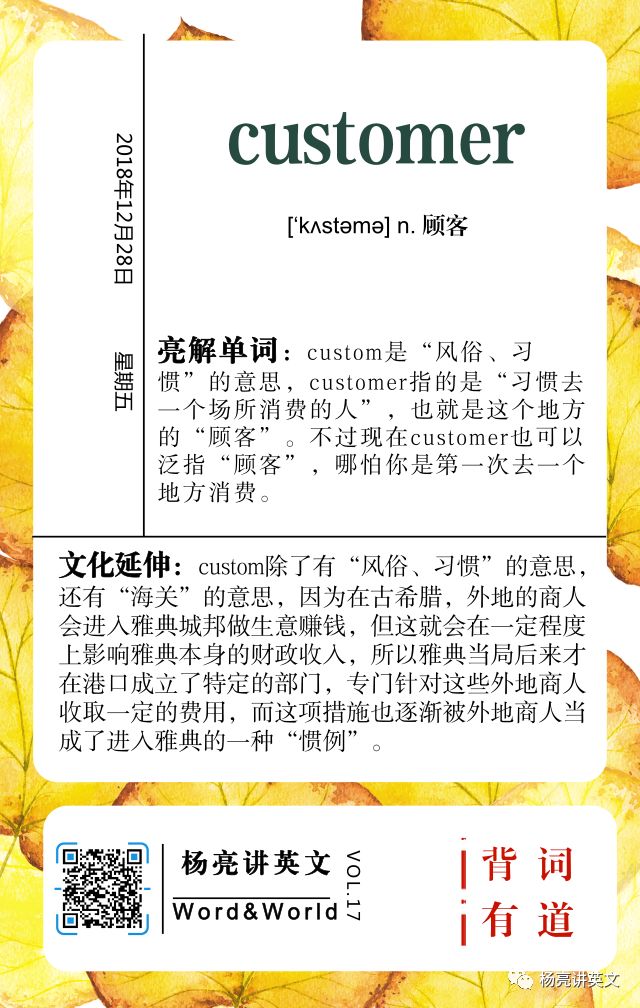 customer
['kʌstəmə] n. 顾客
2018年12月28日
星期五
亮解单词：custom是“风俗、习
惯”的意思，customer指的是“习惯去
一个场所消费的人”，也就是这个地方
的“顾客”。不过现在customer也可以
泛指“顾客”，哪怕你是第一次去一个
地方消费。
文化延伸：custom除了有“风俗、习惯”的意思，
还有“海关”的意思，因为在古希腊，外地的商人
会进入雅典城邦做生意赚钱，但这就会在一定程度
上影响雅典本身的财政收入，所以雅典当局后来才
在港口成立了特定的部门，专门针对这些外地商人
收取一定的费用，而这项措施也逐渐被外地商人当
成了进入雅典的一种“惯例”。
杨亮讲英文
Word&World
VOL.17
背词
有道
杨亮讲英文